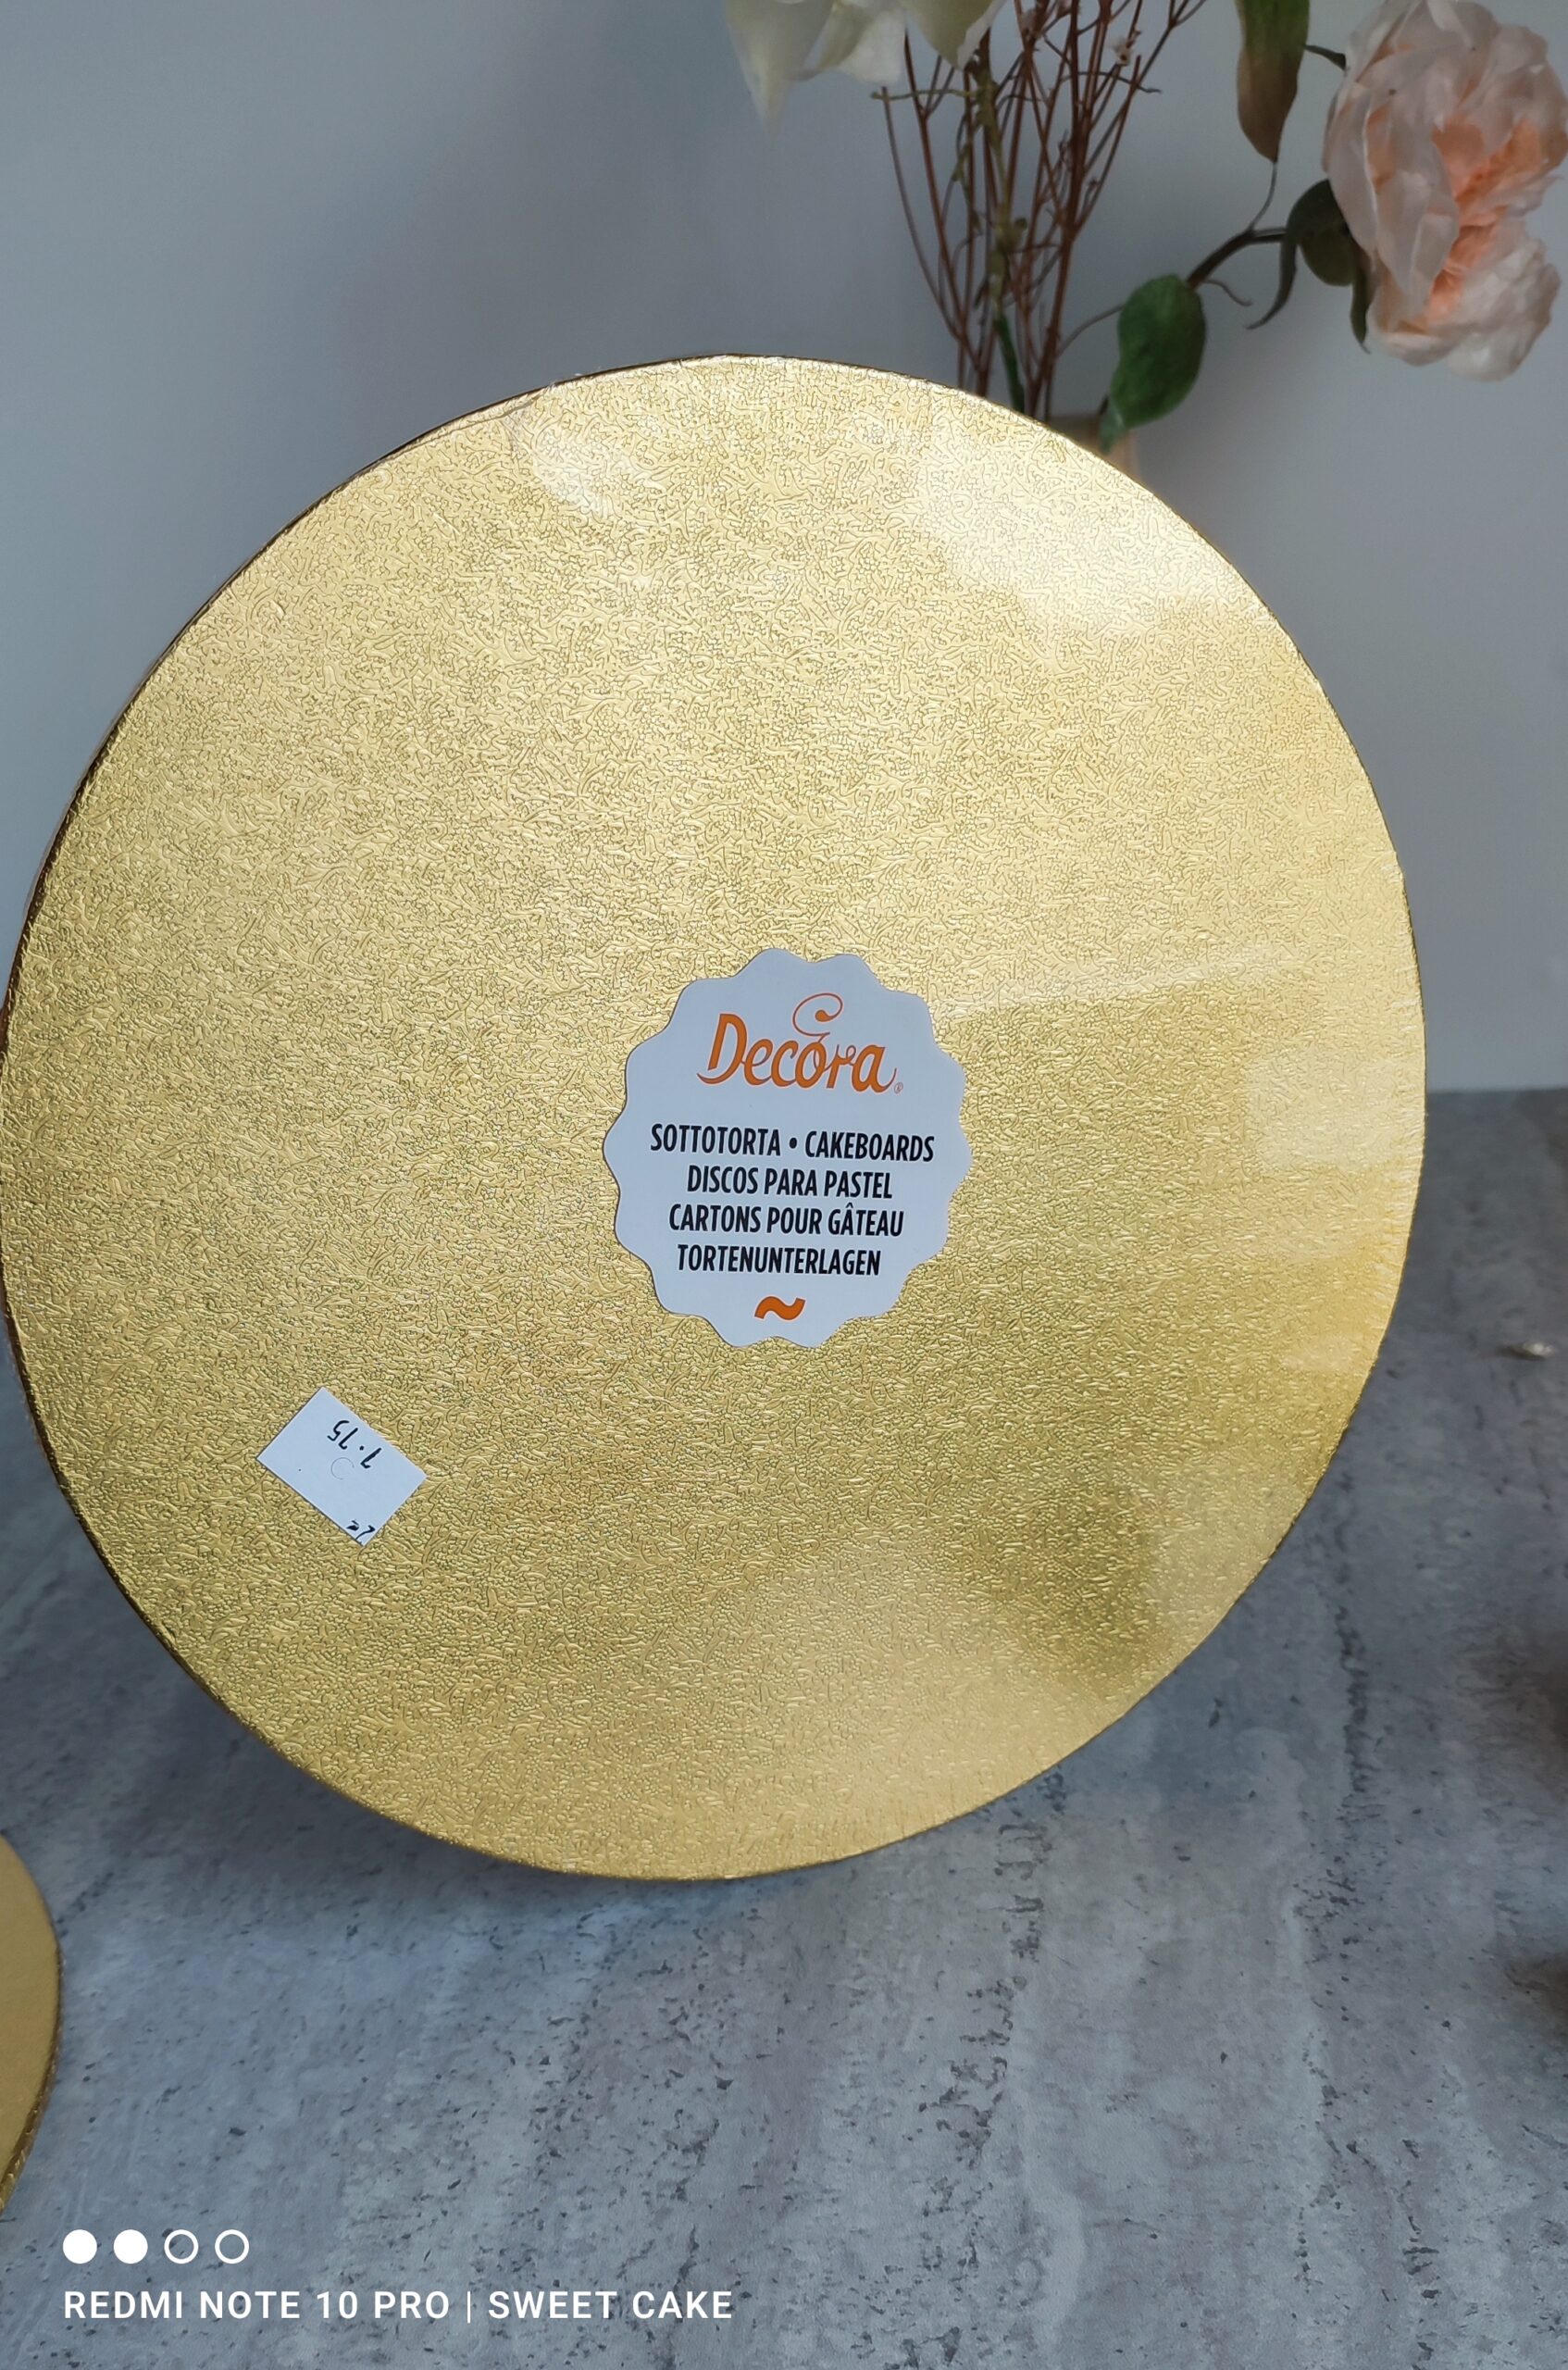 Decora®
SOTTOTORTA • CAKEBOARDS
DISCOS PARA PASTEL
CARTONS POUR GÂTEAU
TORTENUNTERLAGEN
7.75
REDMI NOTE 10 PRO | SWEET CAKE